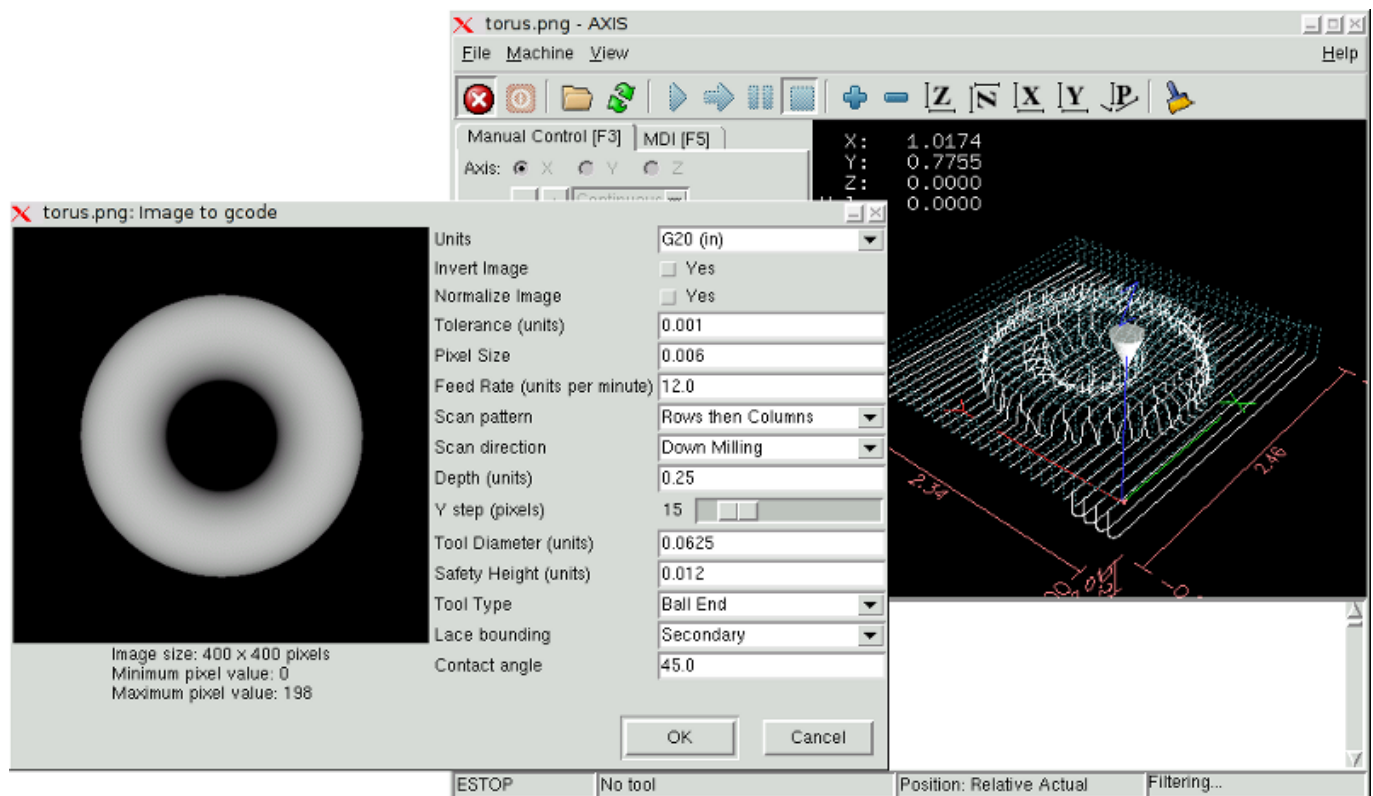 torus.png - AXIS
File Machine View Help
Z N X Y P
Manual Control [F3] MDI [F5]
Axis: X Y Z
Continuous
X: 1.0174
Y: 0.7755
Z: 0.0000
0.0000
torus.png: Image to gcode
Units G20 (in)
Invert Image Yes
Normalize Image Yes
Tolerance (units) 0.001
Pixel Size 0.006
Feed Rate (units per minute) 12.0
Scan pattern Rows then Columns
Scan direction Down Milling
Depth (units) 0.25
Y step (pixels) 15
Tool Diameter (units) 0.0625
Safety Height (units) 0.012
Tool Type Ball End
Lace bounding Secondary
Contact angle 45.0
Image size: 400 x 400 pixels
Minimum pixel value: 0
Maximum pixel value: 198
OK Cancel
2.34
2.46
X
ESTOP No tool Position: Relative Actual Filtering...